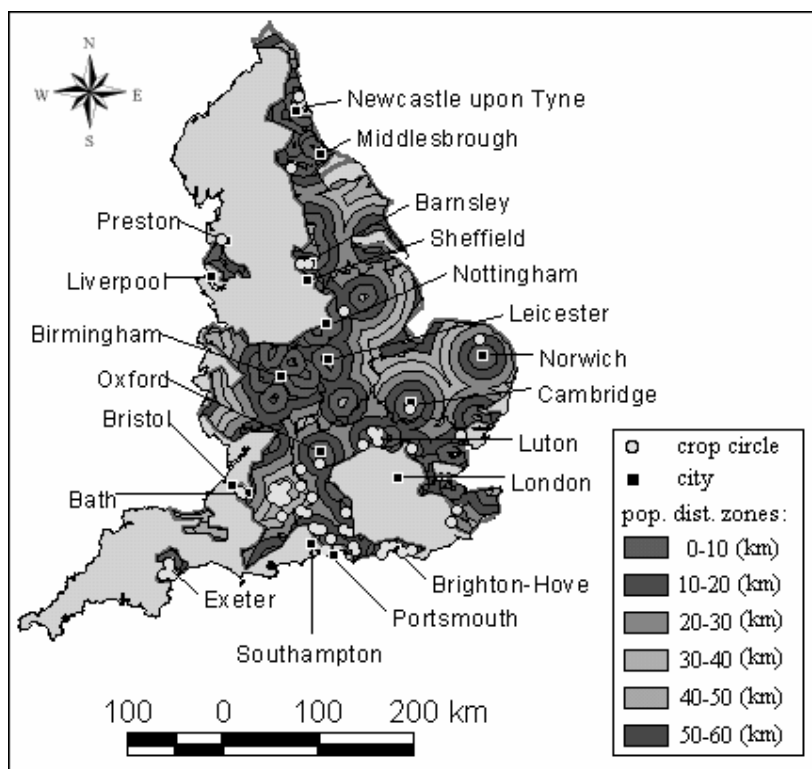 N
W E
S
Newcastle upon Tyne
Middlesbrough
Barnsley
Preston
Sheffield
Liverpool
Nottingham
Leicester
Birmingham
Norwich
Oxford
Cambridge
Bristol
Luton
London
Bath
Brighton-Hove
Exeter
Portsmouth
Southampton
crop circle
city
pop. dist. zones:
0-10 (km)
10-20 (km)
20-30 (km)
30-40 (km)
40-50 (km)
50-60 (km)
100 0 100 200 km